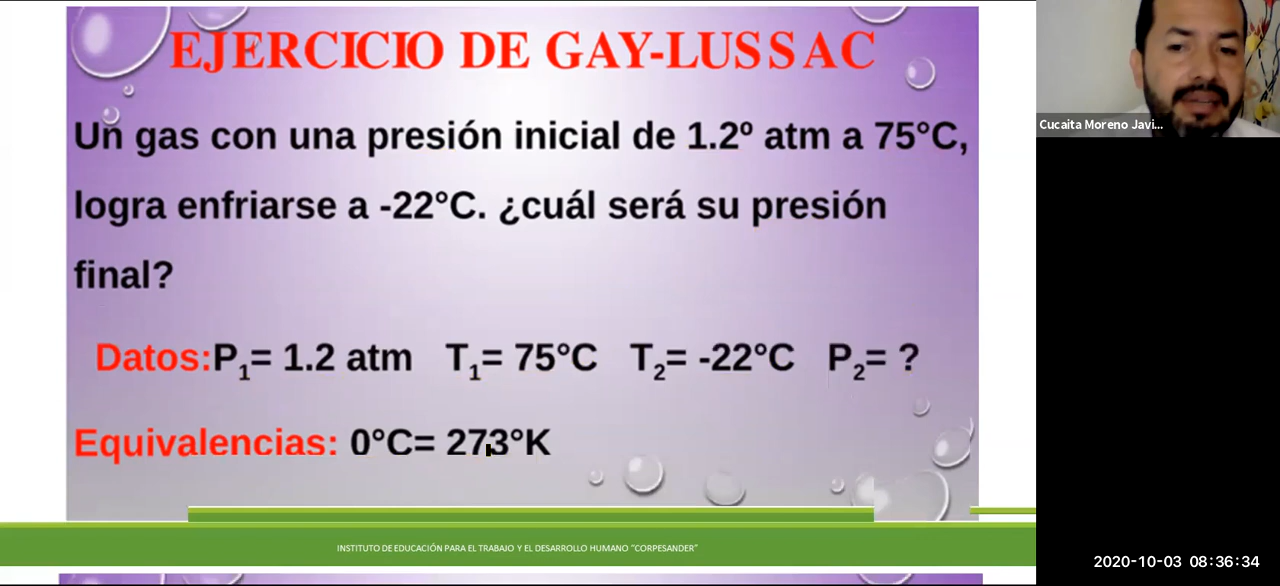 EJERCICIO DE GAY-LUSSAC
Un gas con una presión inicial de 1.2º atm a 75°C,
logra enfriarse a -22°C. ¿cuál será su presión
final?
Datos:P1= 1.2 atm T1= 75°C T2= -22°C P2= ?
Equivalencias: 0°C= 273°K
INSTITUTO DE EDUCACIÓN PARA EL TRABAJO Y EL DESARROLLO HUMANO "CORPESANDER"
Cucaita Moreno Javi...
2020-10-03 08:36:34